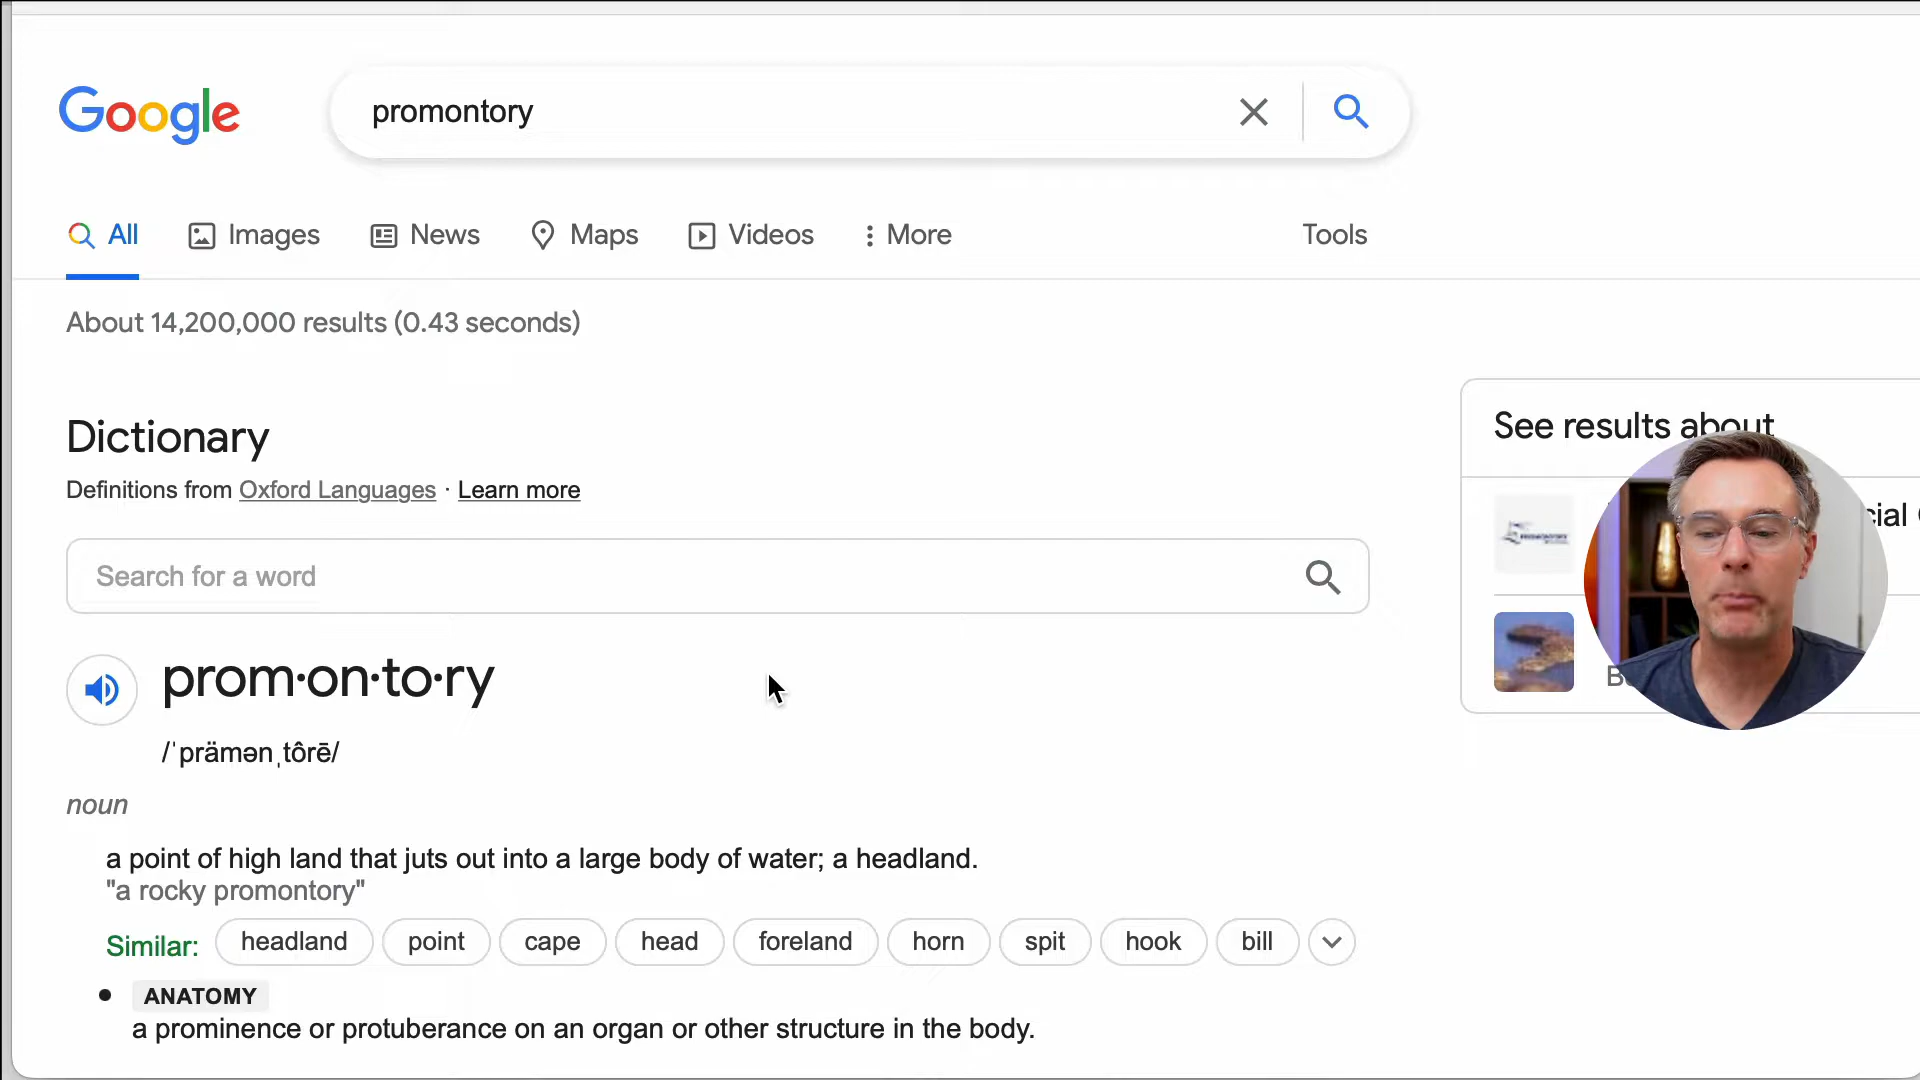 Google
promontory
All
Images
News
Maps
Videos
More
Tools
About 14,200,000 results (0.43 seconds)
Dictionary
Definitions from Oxford Languages · Learn more
Search for a word
prom·on·to·ry
/ˈprämənˌtôrē/
noun
a point of high land that juts out into a large body of water; a headland.
"a rocky promontory"
Similar: headland point cape head foreland horn spit hook bill
ANATOMY
a prominence or protuberance on an organ or other structure in the body.
See results about